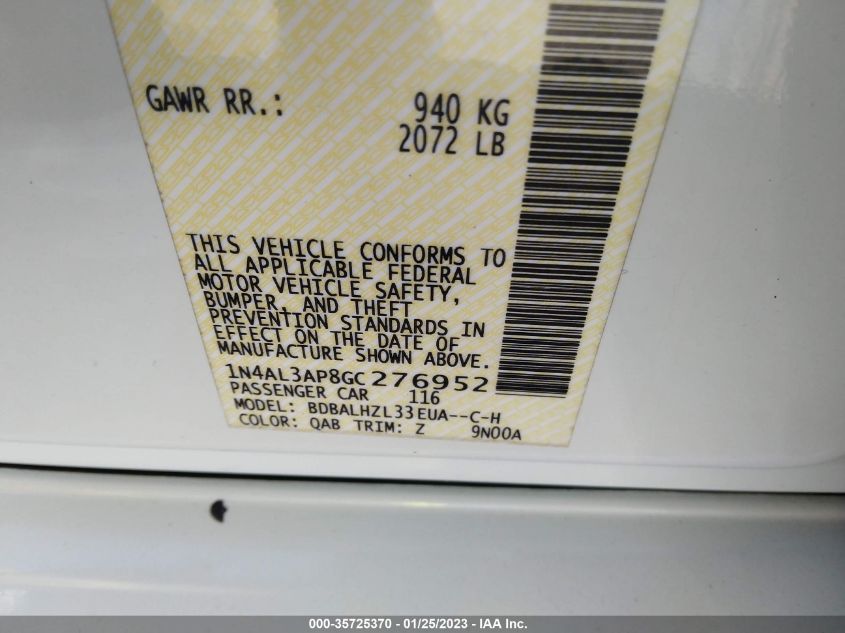 GAWR RR.: 940 KG
2072 LB
THIS VEHICLE CONFORMS TO
ALL APPLICABLE FEDERAL
MOTOR VEHICLE SAFETY,
BUMPER, AND THEFT
PREVENTION STANDARDS IN
EFFECT ON THE DATE OF
MANUFACTURE SHOWN ABOVE.
1N4AL3AP8GC276952
PASSENGER CAR 116
MODEL: BDBALHZL33EUA--C-H
COLOR: QAB TRIM: Z 9N00A
000-35725370 - 01/25/2023 - IAA Inc.